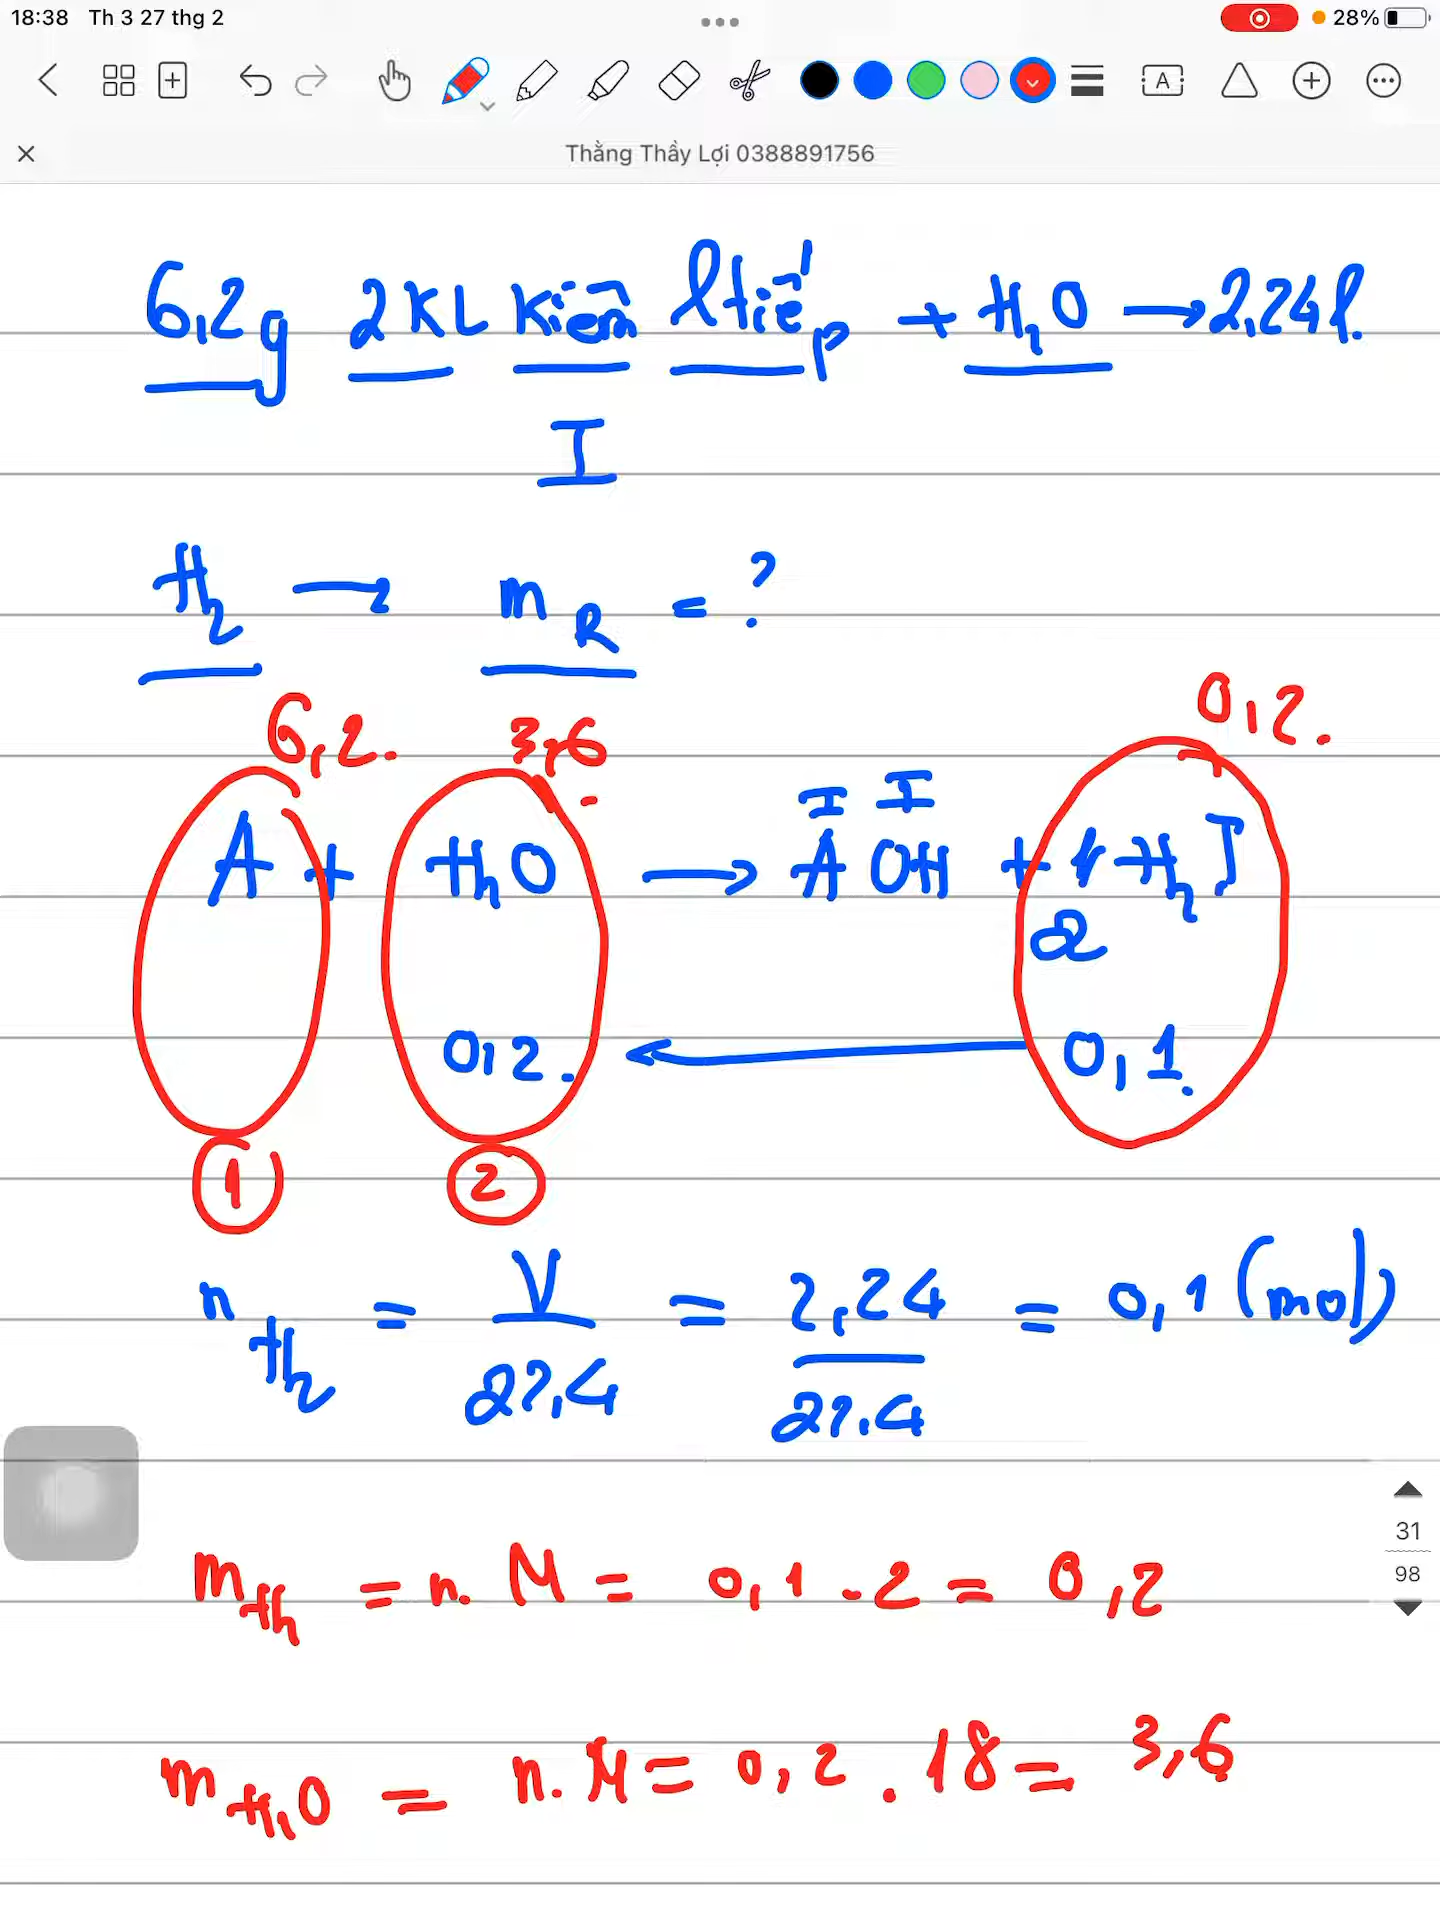 18:38 Th 3 27 thg 2 28%
A
Thằng Thầy Lợi 0388891756
6,2g 2KL Kiềm ltiếp + H2O → 2,24l.
I
H2 → mR = ?
6,2. 3,6 0,2.
I I
A + H2O → AOH + 1/2 H2↑
0,2. ← 0,1.
1 2
nH2 = V/22,4 = 2,24/22,4 = 0,1 (mol)
31
98
mH2 = n. M = 0,1 . 2 = 0,2
mH2O = n. M = 0,2 . 18 = 3,6